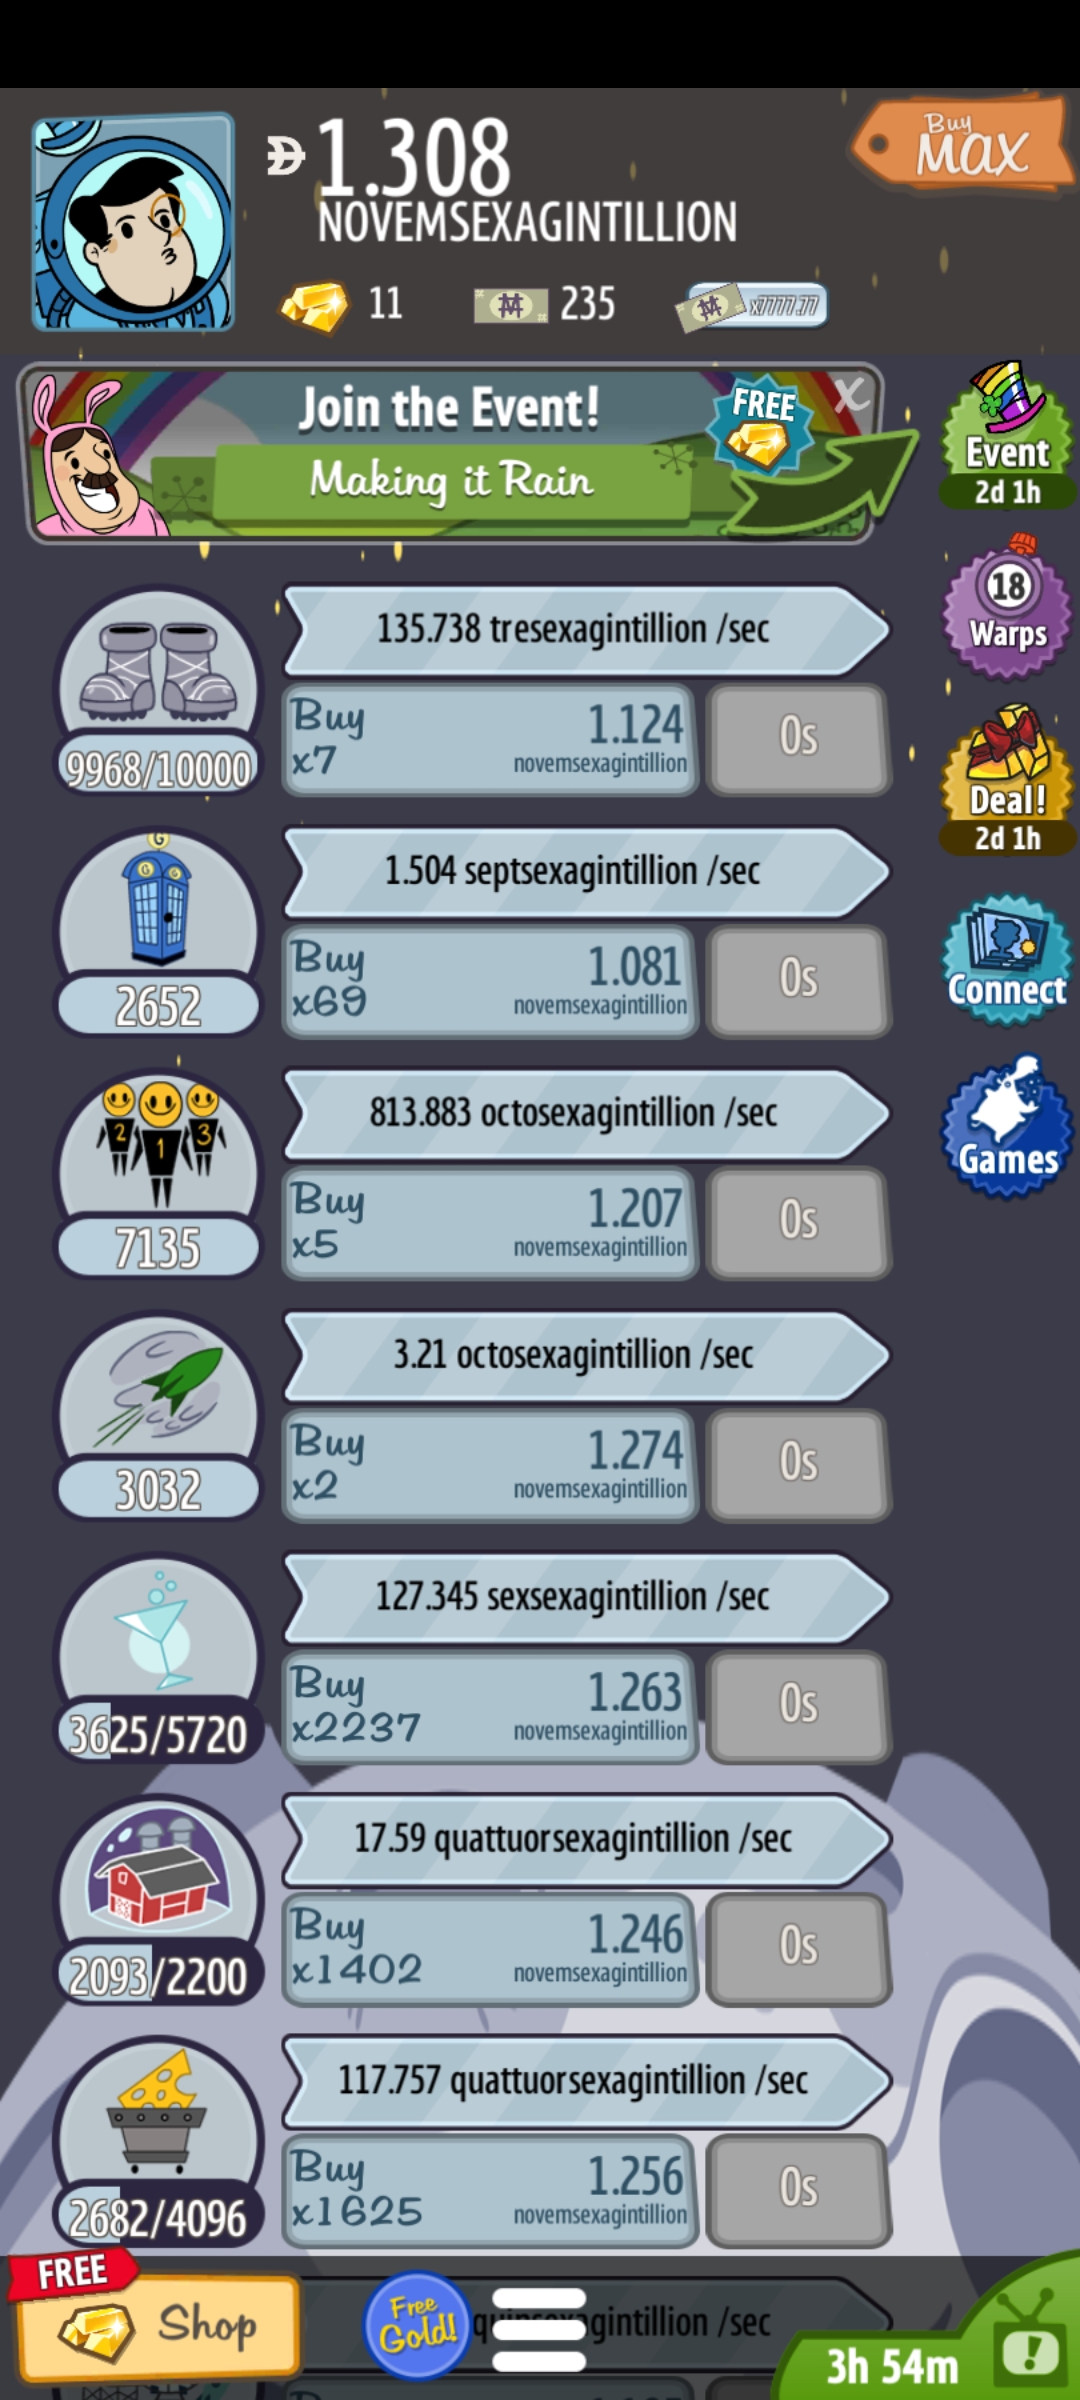 1.308
NOVEMSEXAGINTILLION
Buy
MAX
11
235
x7777.77
Join the Event!
FREE
X
Making it Rain
Event
2d 1h
135.738 tresexagintillion /sec
18
Warps
9968/10000
Buy
x7
1.124
novemsexagintillion
0s
Deal!
2d 1h
G
G
G
2652
1.504 septsexagintillion /sec
Buy
x69
1.081
novemsexagintillion
0s
Connect
2
1
3
7135
813.883 octosexagintillion /sec
Buy
x5
1.207
novemsexagintillion
0s
Games
3032
3.21 octosexagintillion /sec
Buy
x2
1.274
novemsexagintillion
0s
3625/5720
127.345 sexsexagintillion /sec
Buy
x2237
1.263
novemsexagintillion
0s
2093/2200
17.59 quattuorsexagintillion /sec
Buy
x1402
1.246
novemsexagintillion
0s
2682/4096
117.757 quattuorsexagintillion /sec
Buy
x1625
1.256
novemsexagintillion
0s
FREE
Shop
Free
Gold!
gintillion /sec
3h 54m
!